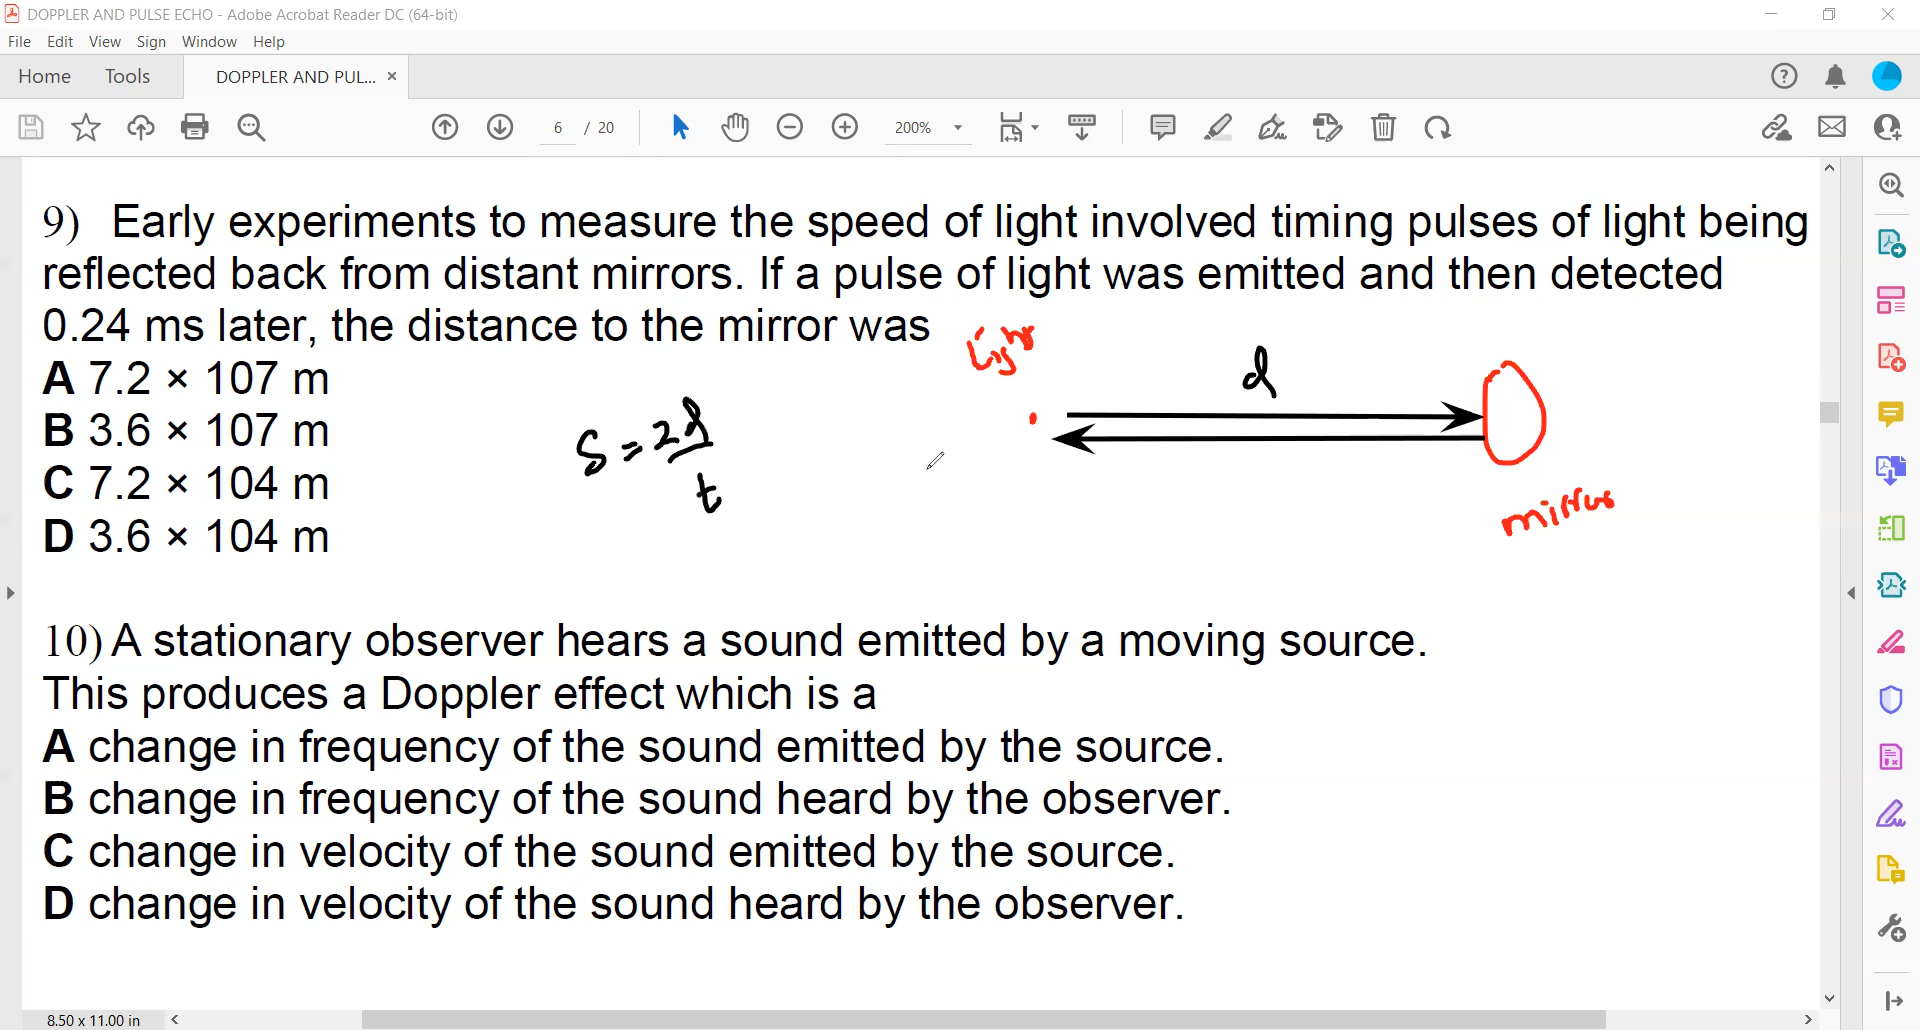 DOPPLER AND PULSE ECHO - Adobe Acrobat Reader DC (64-bit)
File Edit View Sign Window Help
Home Tools DOPPLER AND PUL... ×
6 / 20 200%
9) Early experiments to measure the speed of light involved timing pulses of light being
reflected back from distant mirrors. If a pulse of light was emitted and then detected
0.24 ms later, the distance to the mirror was
Light
A 7.2 × 107 m
d
B 3.6 × 107 m
S = 2d
t
C 7.2 × 104 m
mirror
D 3.6 × 104 m
10) A stationary observer hears a sound emitted by a moving source.
This produces a Doppler effect which is a
A change in frequency of the sound emitted by the source.
B change in frequency of the sound heard by the observer.
C change in velocity of the sound emitted by the source.
D change in velocity of the sound heard by the observer.
8.50 x 11.00 in